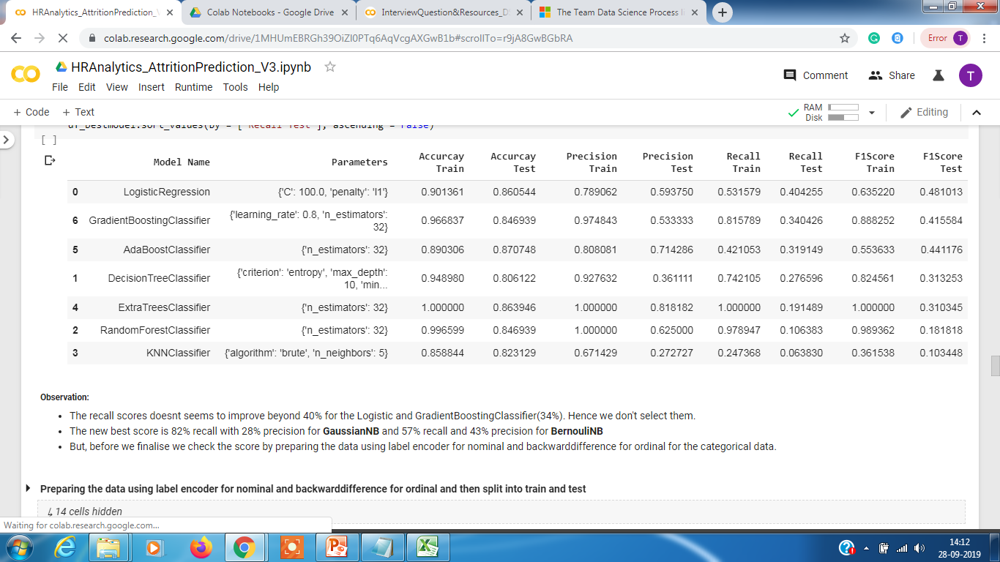 HRAnalytics_AttritionPrediction_V
Colab Notebooks - Google Drive
InterviewQuestion&Resources_D
The Team Data Science Process li
colab.research.google.com/drive/1MHUmEBRGh39OiZI0PTq6AqVcgAXGwB1b#scrollTo=r9jA8GwBGbRA
Error T
HRAnalytics_AttritionPrediction_V3.ipynb
File Edit View Insert Runtime Tools Help
Comment Share T
+ Code + Text
RAM
Disk
Editing
df_bestmodel.sort_values(by = ['Recall Test'], ascending = False)
[ ]
Model Name Parameters Accurcay Train Accurcay Test Precision Train Precision Test Recall Train Recall Test F1Score Train F1Score Test
0 LogisticRegression {'C': 100.0, 'penalty': 'l1'} 0.901361 0.860544 0.789062 0.593750 0.531579 0.404255 0.635220 0.481013
6 GradientBoostingClassifier {'learning_rate': 0.8, 'n_estimators': 32} 0.966837 0.846939 0.974843 0.533333 0.815789 0.340426 0.888252 0.415584
5 AdaBoostClassifier {'n_estimators': 32} 0.890306 0.870748 0.808081 0.714286 0.421053 0.319149 0.553633 0.441176
1 DecisionTreeClassifier {'criterion': 'entropy', 'max_depth': 10, 'min... 0.948980 0.806122 0.927632 0.361111 0.742105 0.276596 0.824561 0.313253
4 ExtraTreesClassifier {'n_estimators': 32} 1.000000 0.863946 1.000000 0.818182 1.000000 0.191489 1.000000 0.310345
2 RandomForestClassifier {'n_estimators': 32} 0.996599 0.846939 1.000000 0.625000 0.978947 0.106383 0.989362 0.181818
3 KNNClassifier {'algorithm': 'brute', 'n_neighbors': 5} 0.858844 0.823129 0.671429 0.272727 0.247368 0.063830 0.361538 0.103448
Observation:
• The recall scores doesnt seems to improve beyond 40% for the Logistic and GradientBoostingClassifier(34%). Hence we don't select them.
• The new best score is 82% recall with 28% precision for GaussianNB and 57% recall and 43% precision for BernouliNB
• But, before we finalise we check the score by preparing the data using label encoder for nominal and backwarddifference for ordinal for the categorical data.
Preparing the data using label encoder for nominal and backwarddifference for ordinal and then split into train and test
14 cells hidden
Waiting for colab.research.google.com...
14:12
28-09-2019